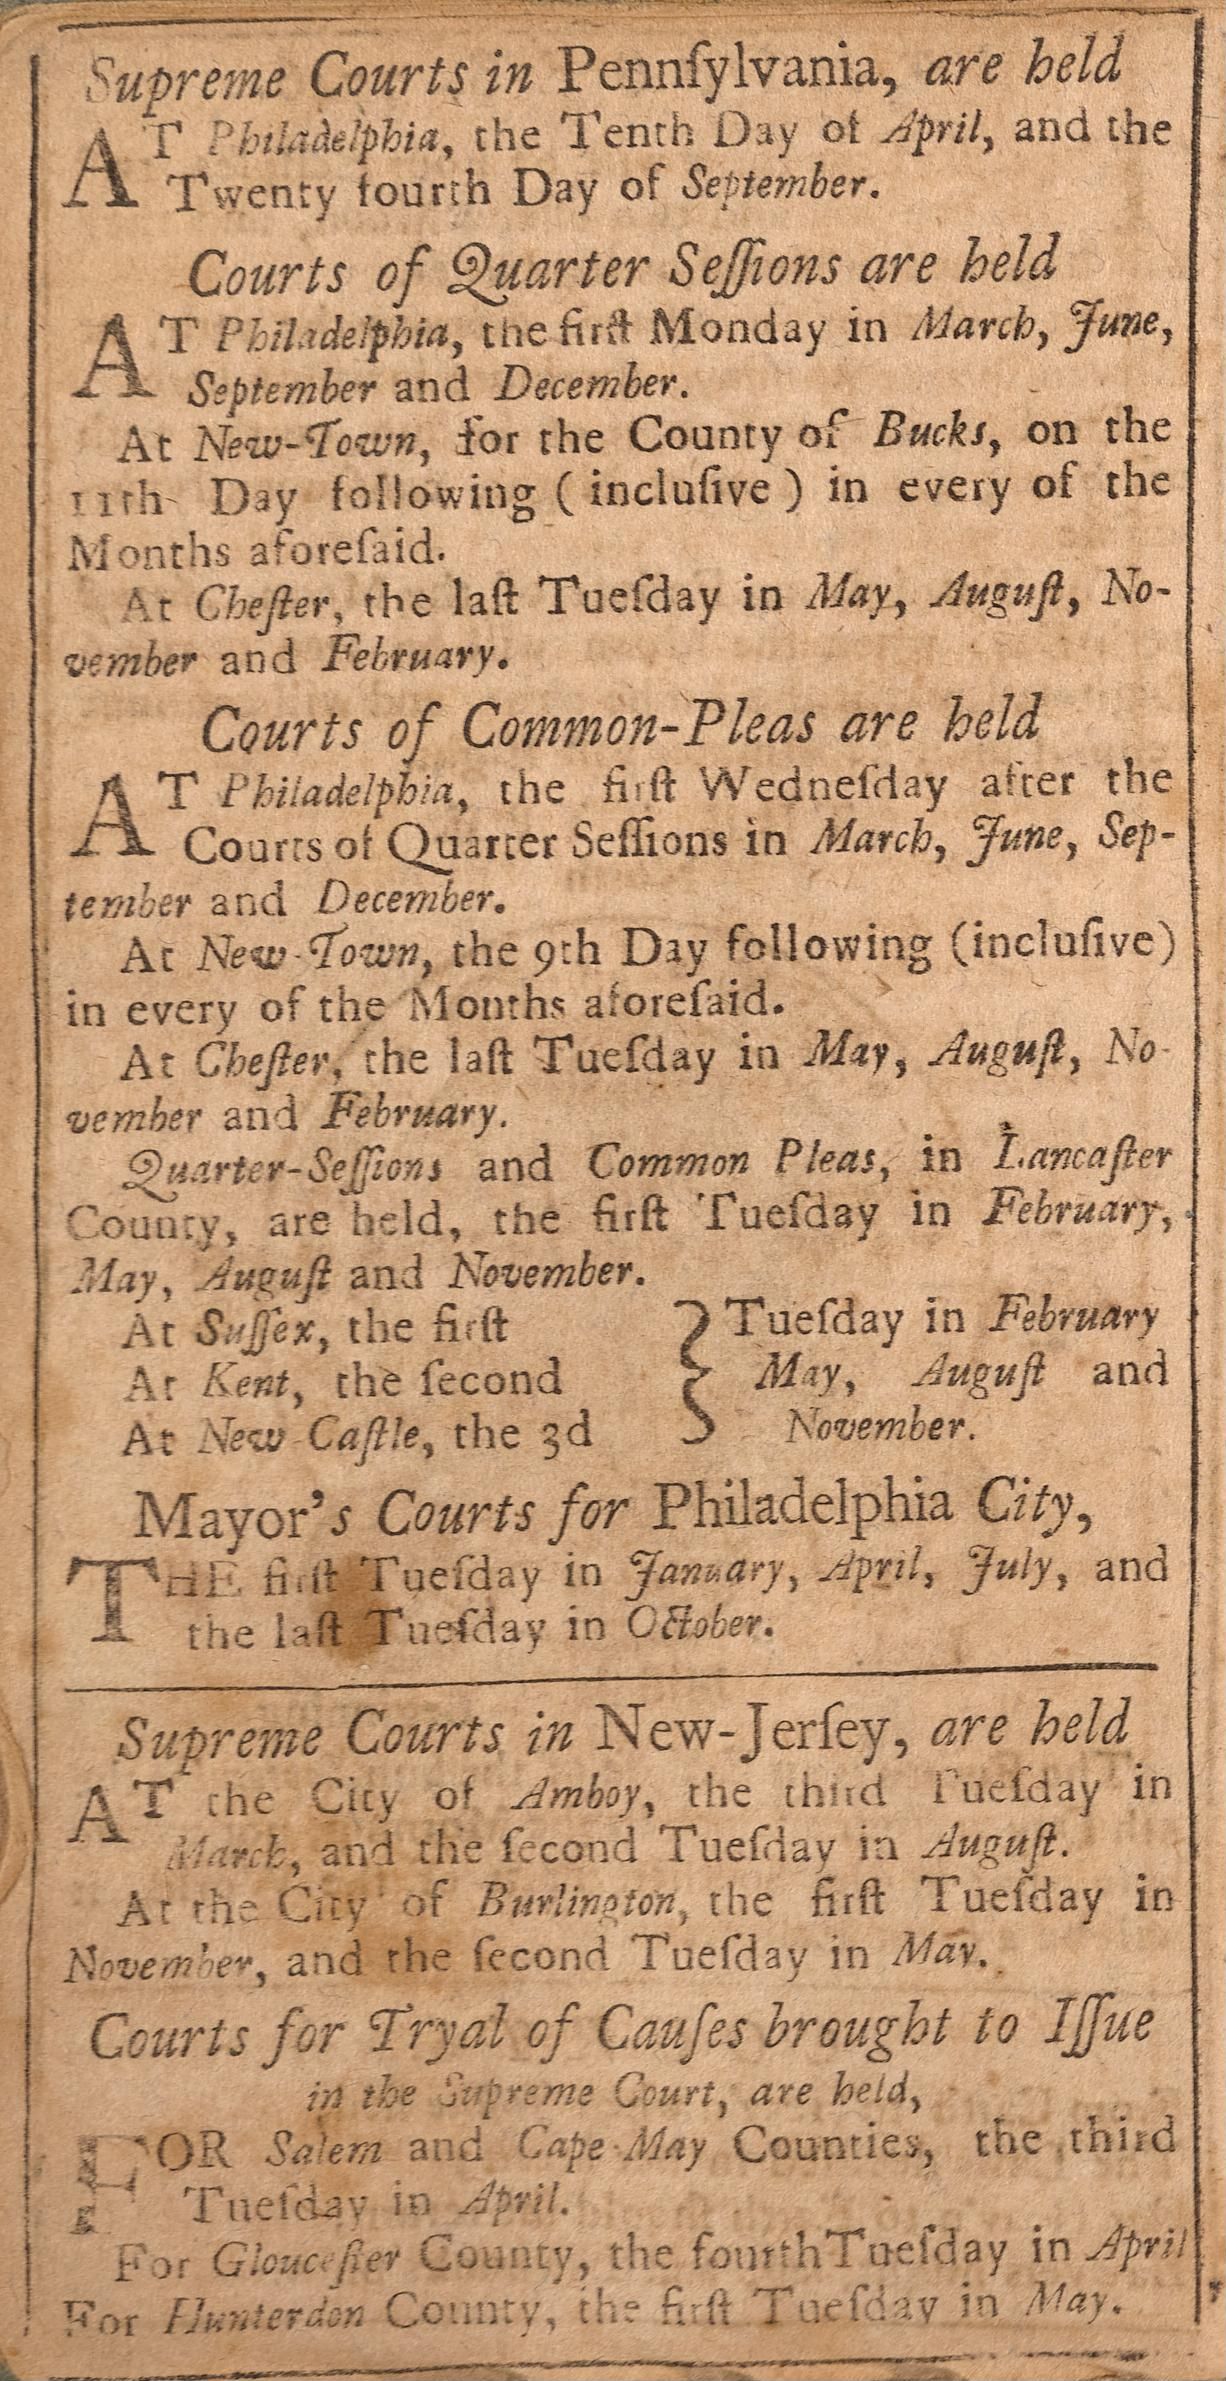 Supreme Courts in Pennſylvania, are held
AT Philadelphia, the Tenth Day of April, and the
Twenty fourth Day of September.
Courts of Quarter Seſſions are held
AT Philadelphia, the firſt Monday in March, June,
September and December.
At New-Town, for the County of Bucks, on the
11th Day following ( incluſive ) in every of the
Months aforeſaid.
At Cheſter, the laſt Tueſday in May, Auguſt, No-
vember and February.
Courts of Common-Pleas are held
AT Philadelphia, the firſt Wedneſday after the
Courts of Quarter Seſſions in March, June, Sep-
tember and December.
At New-Town, the 9th Day following (incluſive)
in every of the Months aforeſaid.
At Cheſter, the laſt Tueſday in May, Auguſt, No-
vember and February.
Quarter-Seſſions and Common Pleas, in Lancaſter
County, are held, the firſt Tueſday in February,
May, Auguſt and November.
At Suſſex, the firſt } Tueſday in February
At Kent, the ſecond } May, Auguſt and
At New-Caſtle, the 3d } November.
Mayor's Courts for Philadelphia City,
THE firſt Tueſday in January, April, July, and
the laſt Tueſday in October.
Supreme Courts in New-Jerſey, are held
AT the City of Amboy, the third Tueſday in
March, and the ſecond Tueſday in Auguſt.
At the City of Burlington, the firſt Tueſday in
November, and the ſecond Tueſday in May.
Courts for Tryal of Cauſes brought to Iſſue
in the Supreme Court, are held,
FOR Salem and Cape-May Counties, the third
Tueſday in April.
For Glouceſter County, the fourth Tueſday in April
For Hunterdon County, the firſt Tueſday in May.